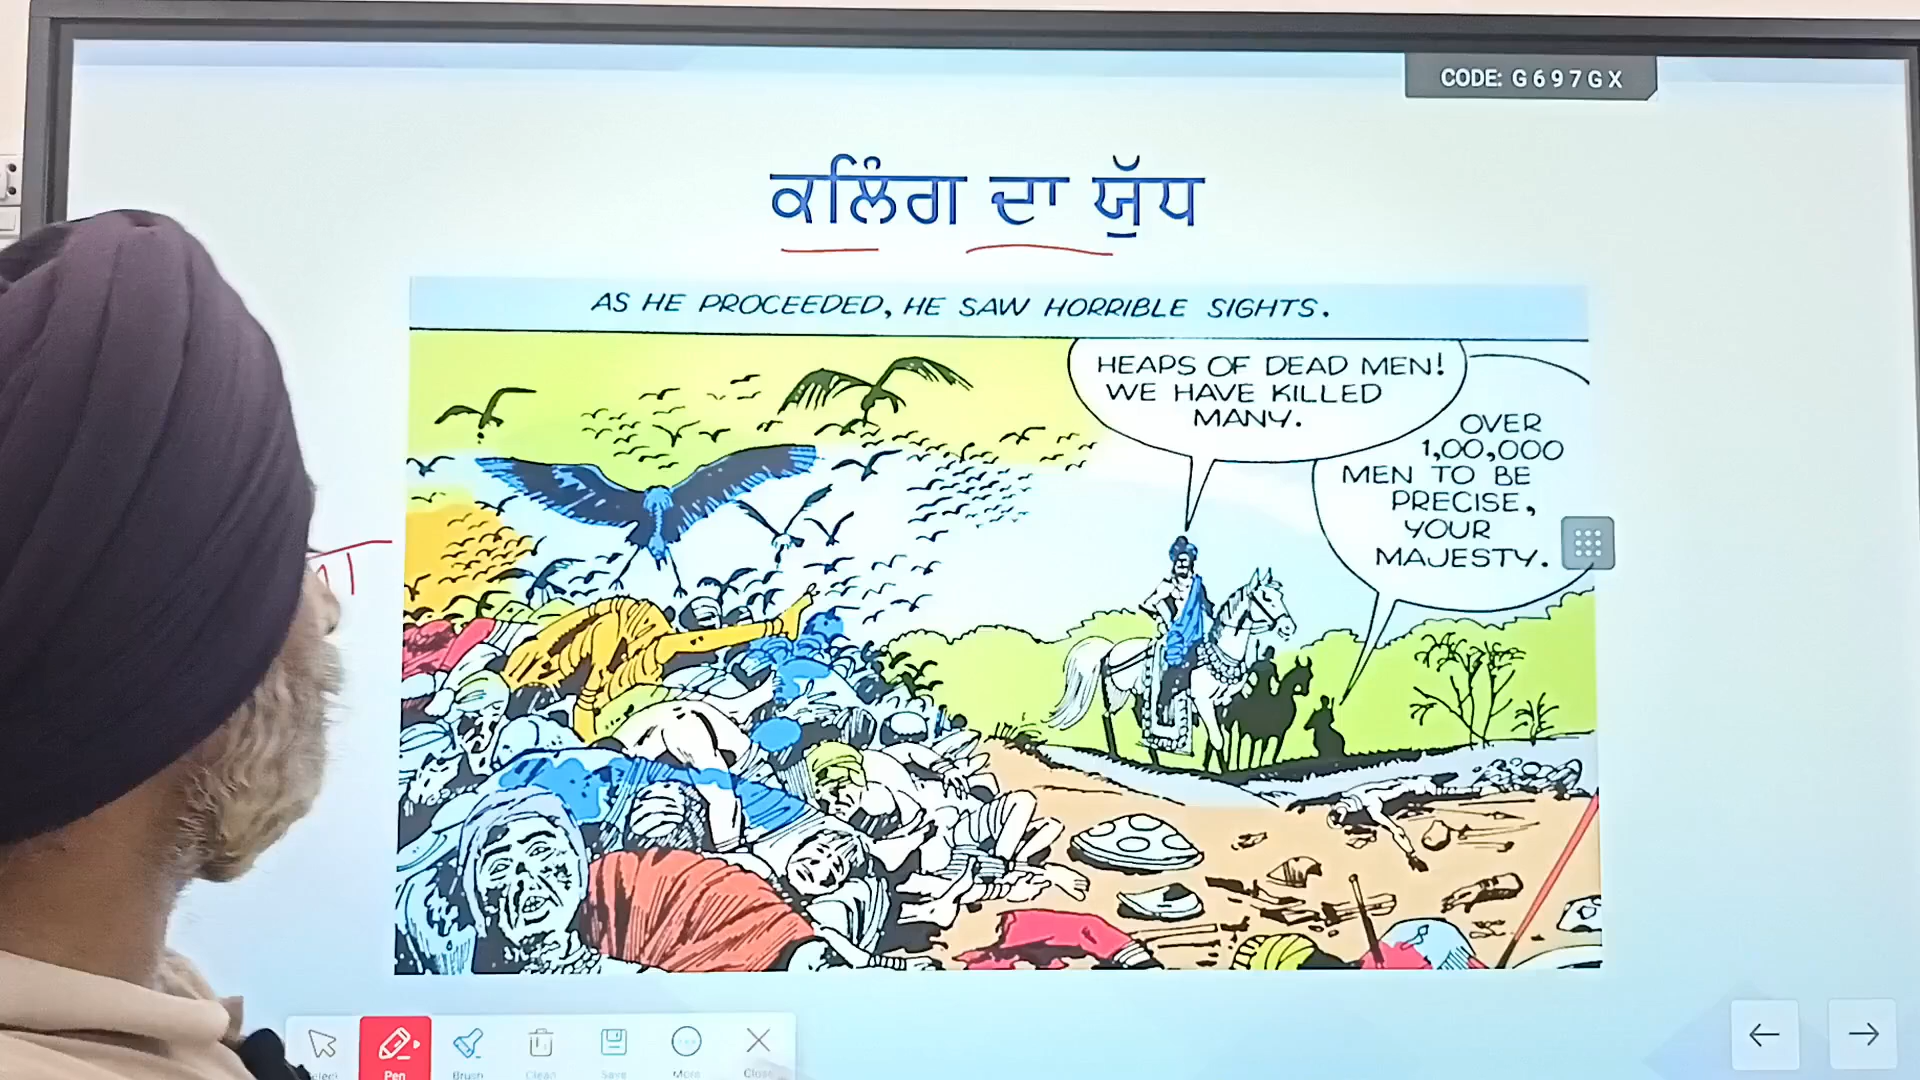 CODE: G697GX
ਕਲਿੰਗ ਦਾ ਯੁੱਧ
AS HE PROCEEDED, HE SAW HORRIBLE SIGHTS.
HEAPS OF DEAD MEN!
WE HAVE KILLED
MANY.
OVER
1,00,000
MEN TO BE
PRECISE,
YOUR
MAJESTY.
Pen Brush Clean Save More Close